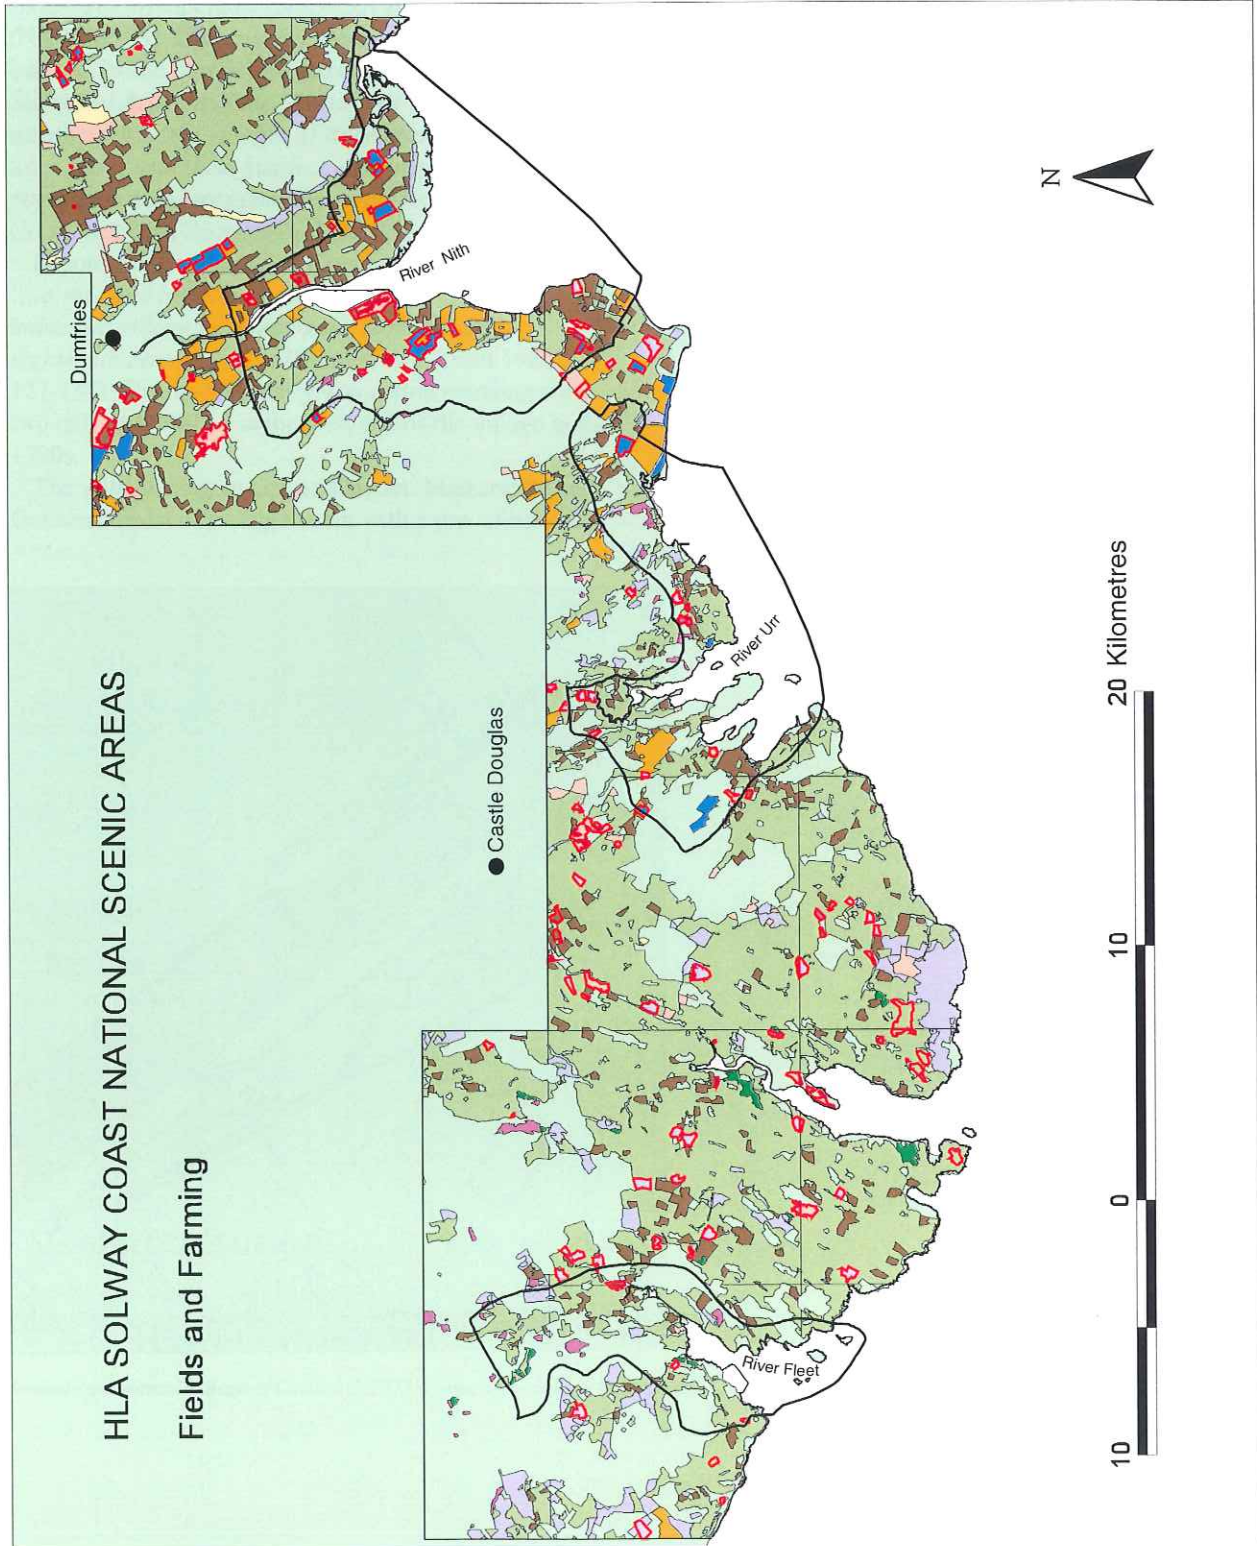 HLA SOLWAY COAST NATIONAL SCENIC AREAS
Fields and Farming
Dumfries
Castle Douglas
River Nith
River Urr
River Fleet
N
10
0
10
20 Kilometres